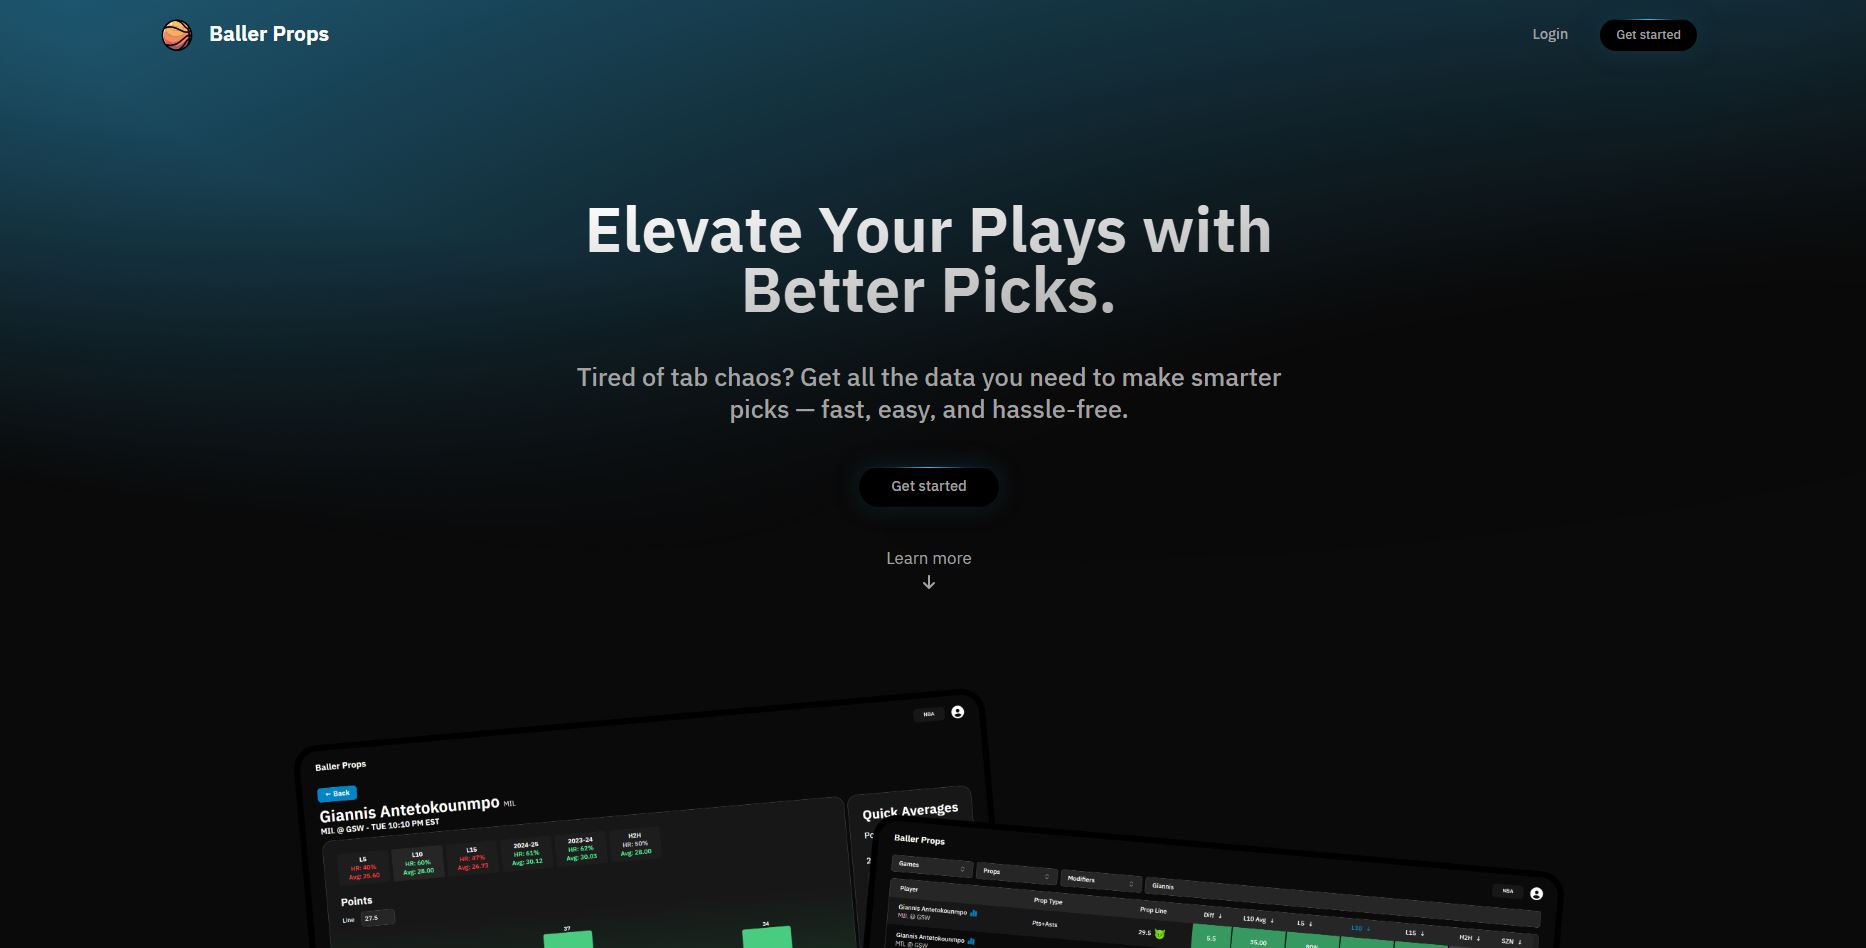 Baller Props
Login
Get started
Elevate Your Plays with
Better Picks.
Tired of tab chaos? Get all the data you need to make smarter
picks — fast, easy, and hassle-free.
Get started
Learn more
NBA
Baller Props
← Back
Giannis Antetokounmpo MIL
MIL @ GSW - TUE 10:10 PM EST
L5
HR: 40%
Avg: 25.60
L10
HR: 60%
Avg: 28.00
L15
HR: 47%
Avg: 26.73
2024-25
HR: 61%
Avg: 30.12
2023-24
HR: 62%
Avg: 30.03
H2H
HR: 50%
Avg: 28.00
Points
Line 27.5
37
34
Quick Averages
Po
2
Baller Props
NBA
Games
Props
Modifiers
Giannis
Player
Prop Type
Prop Line
Diff ↓
L10 Avg ↓
L5 ↓
L10 ↓
L15 ↓
H2H ↓
SZN ↓
Giannis Antetokounmpo
MIL @ GSW
Pts+Asts
29.5
5.5
35.00
80%
Giannis Antetokounmpo
MIL @ GSW